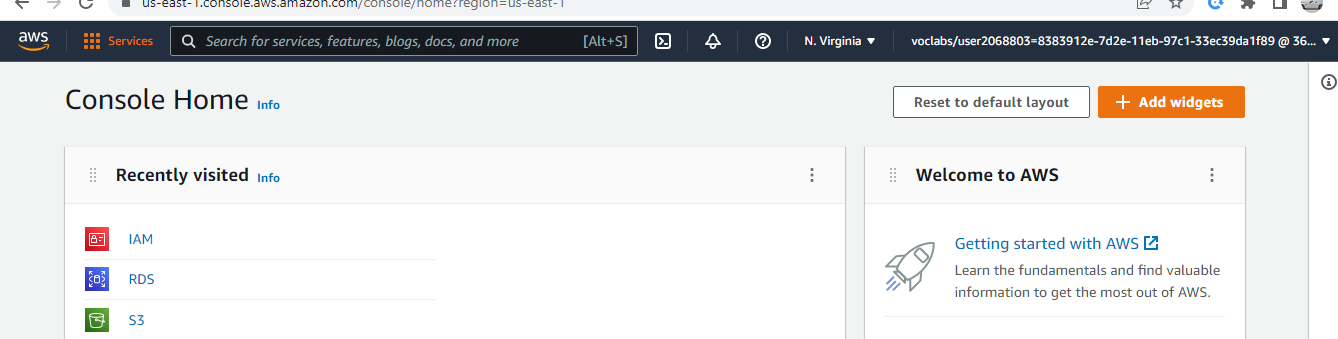 us-east-1.console.aws.amazon.com/console/home?region=us-east-1
aws Services Search for services, features, blogs, docs, and more [Alt+S] N. Virginia voclabs/user2068803=8383912e-7d2e-11eb-97c1-33ec39da1f89 @ 36...
Console Home Info Reset to default layout Add widgets
Recently visited Info
IAM
RDS
S3
Welcome to AWS
Getting started with AWS
Learn the fundamentals and find valuable
information to get the most out of AWS.